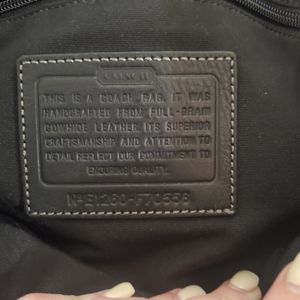 COACH
THIS IS A COACH BAG. IT WAS
HANDCRAFTED FROM FULL-GRAIN
COWHIDE LEATHER. ITS SUPERIOR
CRAFTSMANSHIP AND ATTENTION TO
DETAIL REFLECT OUR COMMITMENT TO
ENDURING QUALITY.
Nº E1260-F70556